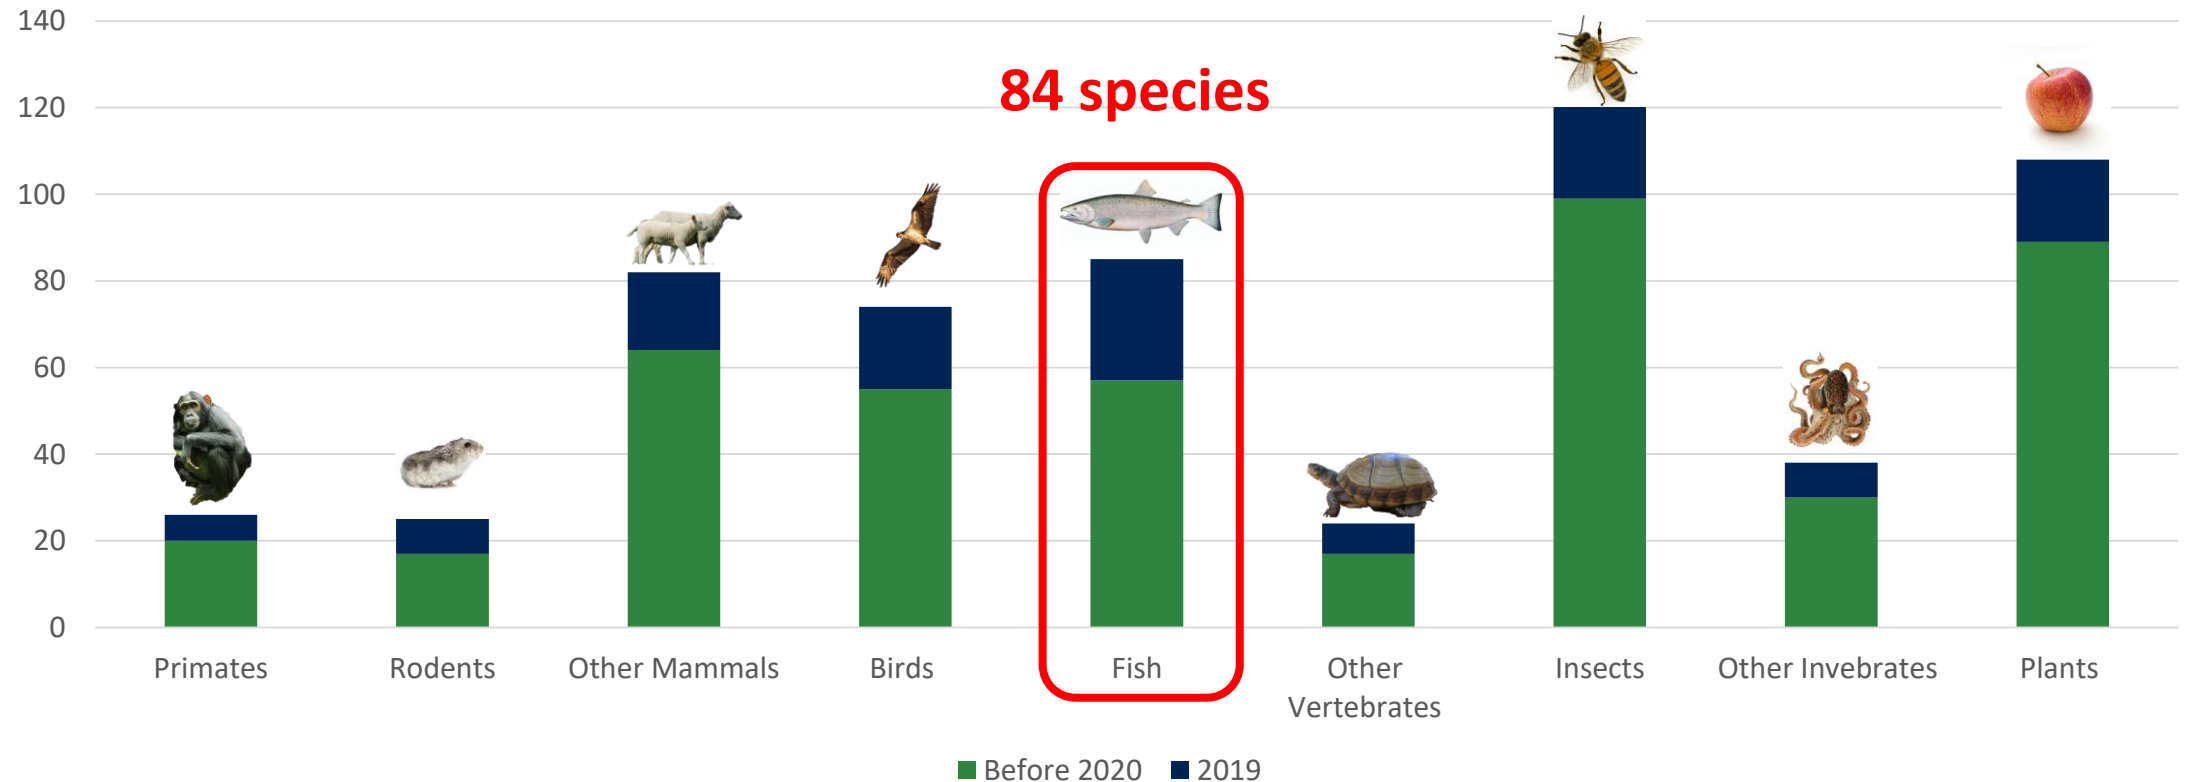 140
84 species
120
100
80
60
40
20
0
Primates
Rodents
Other Mammals
Birds
Fish
Other
Vertebrates
Insects
Other Invebrates
Plants
Before 2020
2019